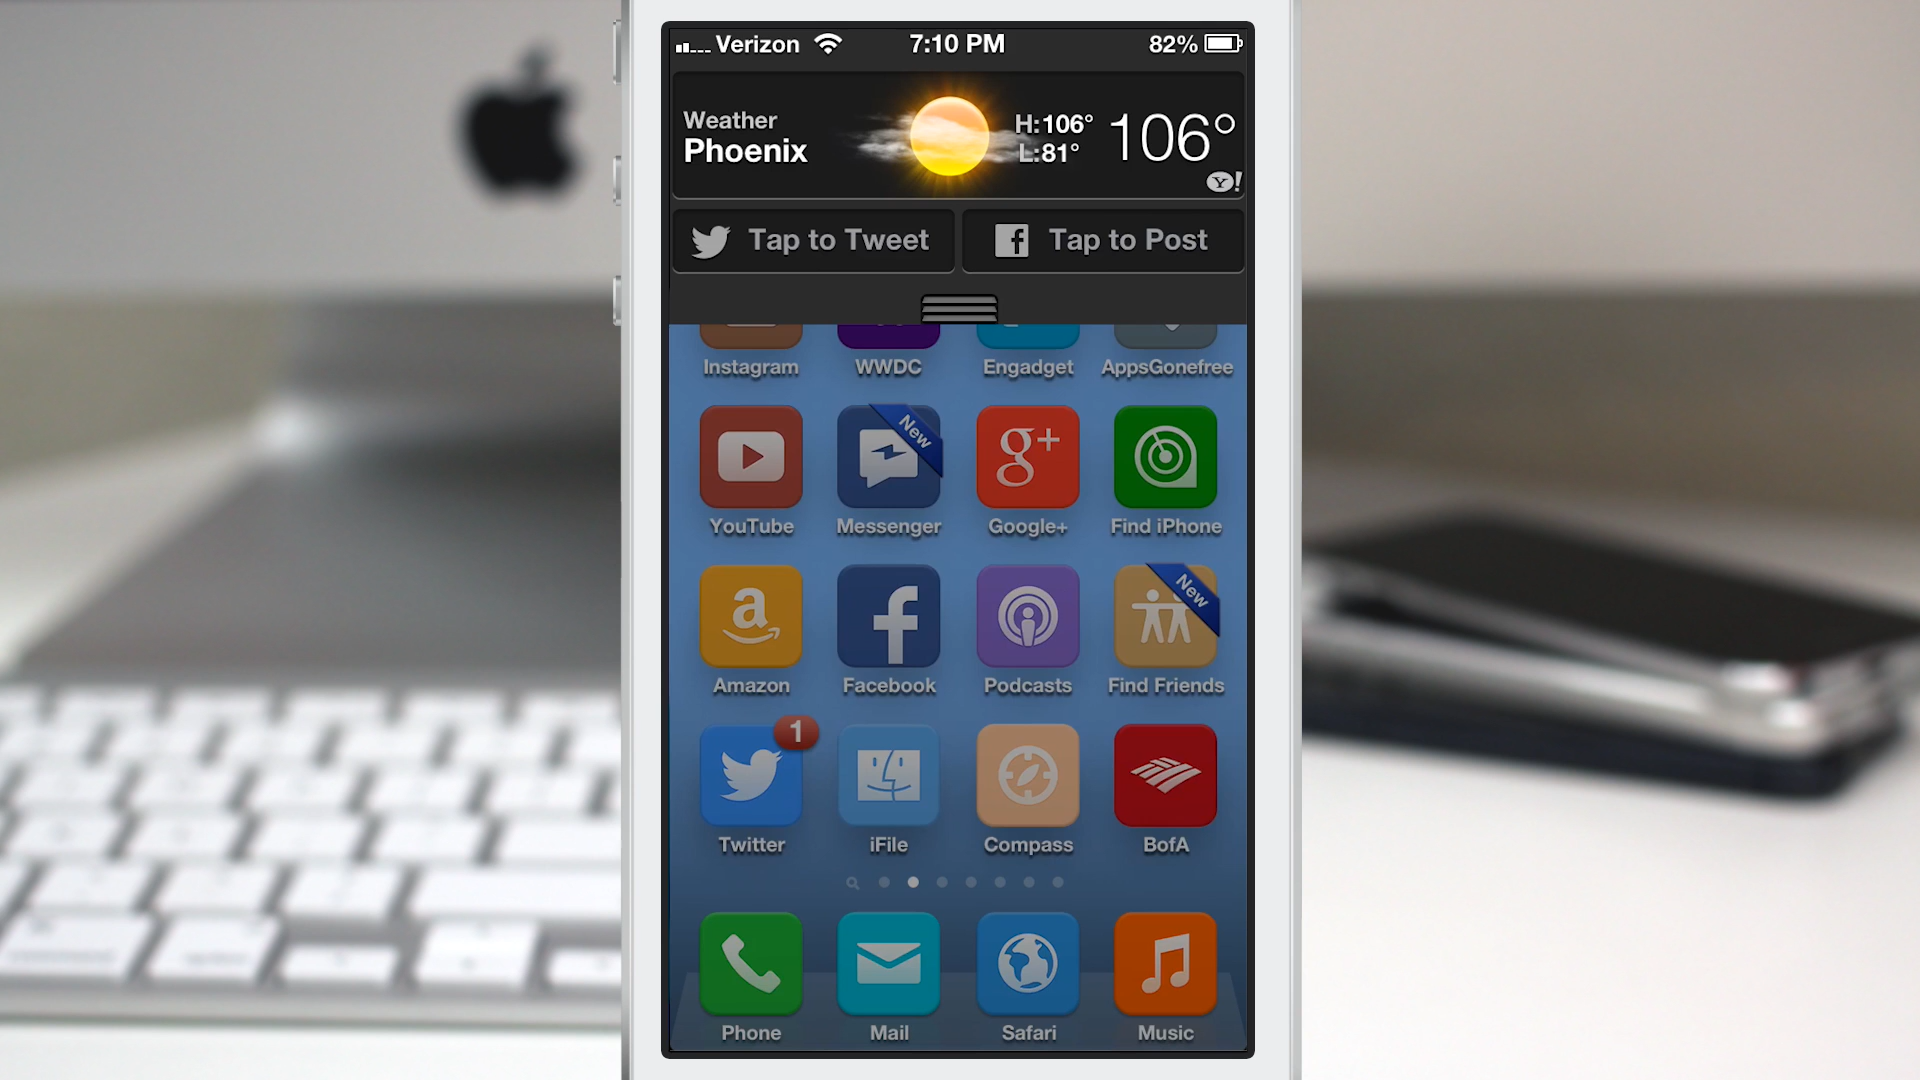 Verizon 7:10 PM 82%
Weather
Phoenix
H:106°
L:81°
106°
Y!
Tap to Tweet Tap to Post
Instagram WWDC Engadget AppsGonefree
New
g+
YouTube Messenger Google+ Find iPhone
New
a f
Amazon Facebook Podcasts Find Friends
1
Twitter iFile Compass BofA
Phone Mail Safari Music